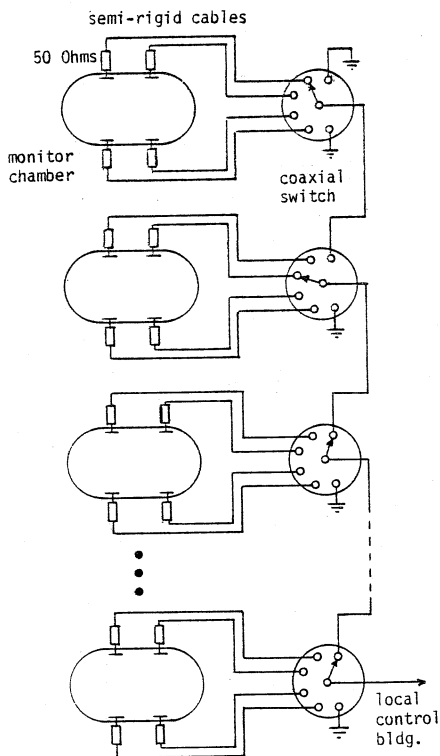 semi-rigid cables
50 Ohms
monitor
chamber
coaxial
switch
local
control
bldg.